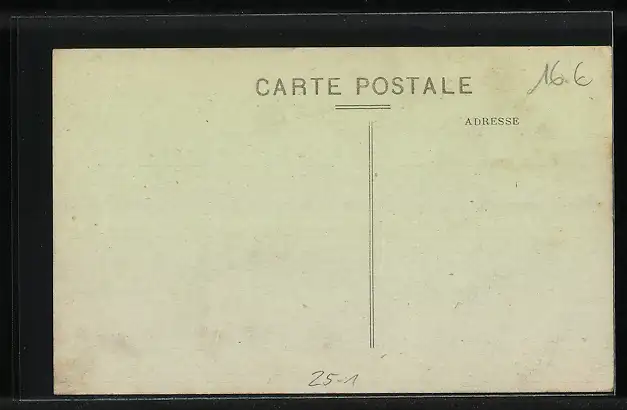 CARTE POSTALE
16.6
ADRESSE
25-1